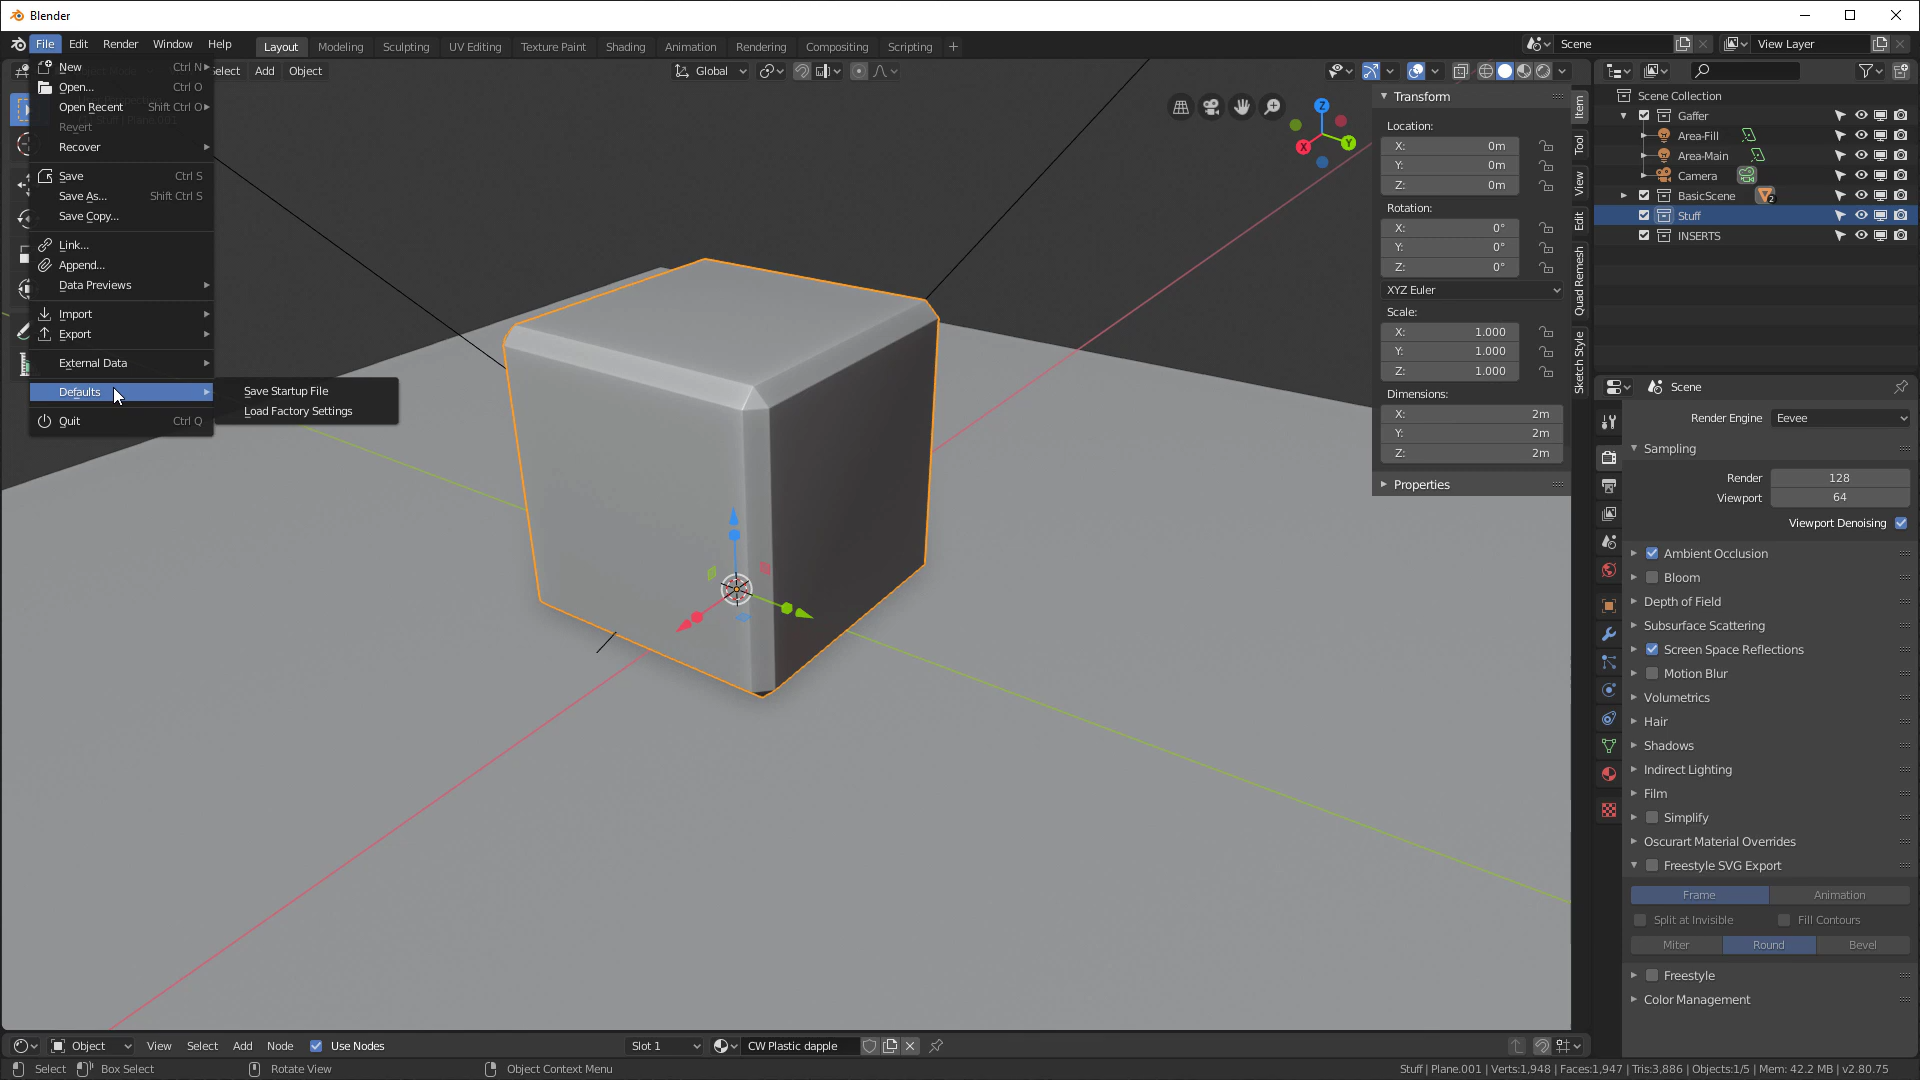 Blender
File Edit Render Window Help Layout Modeling Sculpting UV Editing Texture Paint Shading Animation Rendering Compositing Scripting + Scene View Layer
Select Add Object Global
New Ctrl N
Open... Ctrl O
Open Recent Shift Ctrl O
Revert
Recover
Save Ctrl S
Save As... Shift Ctrl S
Save Copy...
Link...
Append...
Data Previews
Import
Export
External Data
Defaults
Quit Ctrl Q
Save Startup File
Load Factory Settings
Z
Y
X
Transform
Location:
X: 0m
Y: 0m
Z: 0m
Rotation:
X: 0°
Y: 0°
Z: 0°
XYZ Euler
Scale:
X: 1.000
Y: 1.000
Z: 1.000
Dimensions:
X: 2m
Y: 2m
Z: 2m
Properties
Item
Tool
View
Edit
Quad Remesh
Sketch Style
Scene Collection
Gaffer
Area-Fill
Area-Main
Camera
BasicScene 2
Stuff
INSERTS
Scene
Render Engine Eevee
Sampling
Render 128
Viewport 64
Viewport Denoising
Ambient Occlusion
Bloom
Depth of Field
Subsurface Scattering
Screen Space Reflections
Motion Blur
Volumetrics
Hair
Shadows
Indirect Lighting
Film
Simplify
Oscurart Material Overrides
Freestyle SVG Export
Frame Animation
Split at Invisible Fill Contours
Miter Round Bevel
Freestyle
Color Management
Object View Select Add Node Use Nodes Slot 1 CW Plastic dapple
Select Box Select Rotate View Object Context Menu Stuff | Plane.001 | Verts:1,948 | Faces:1,947 | Tris:3,886 | Objects:1/5 | Mem: 42.2 MB | v2.80.75